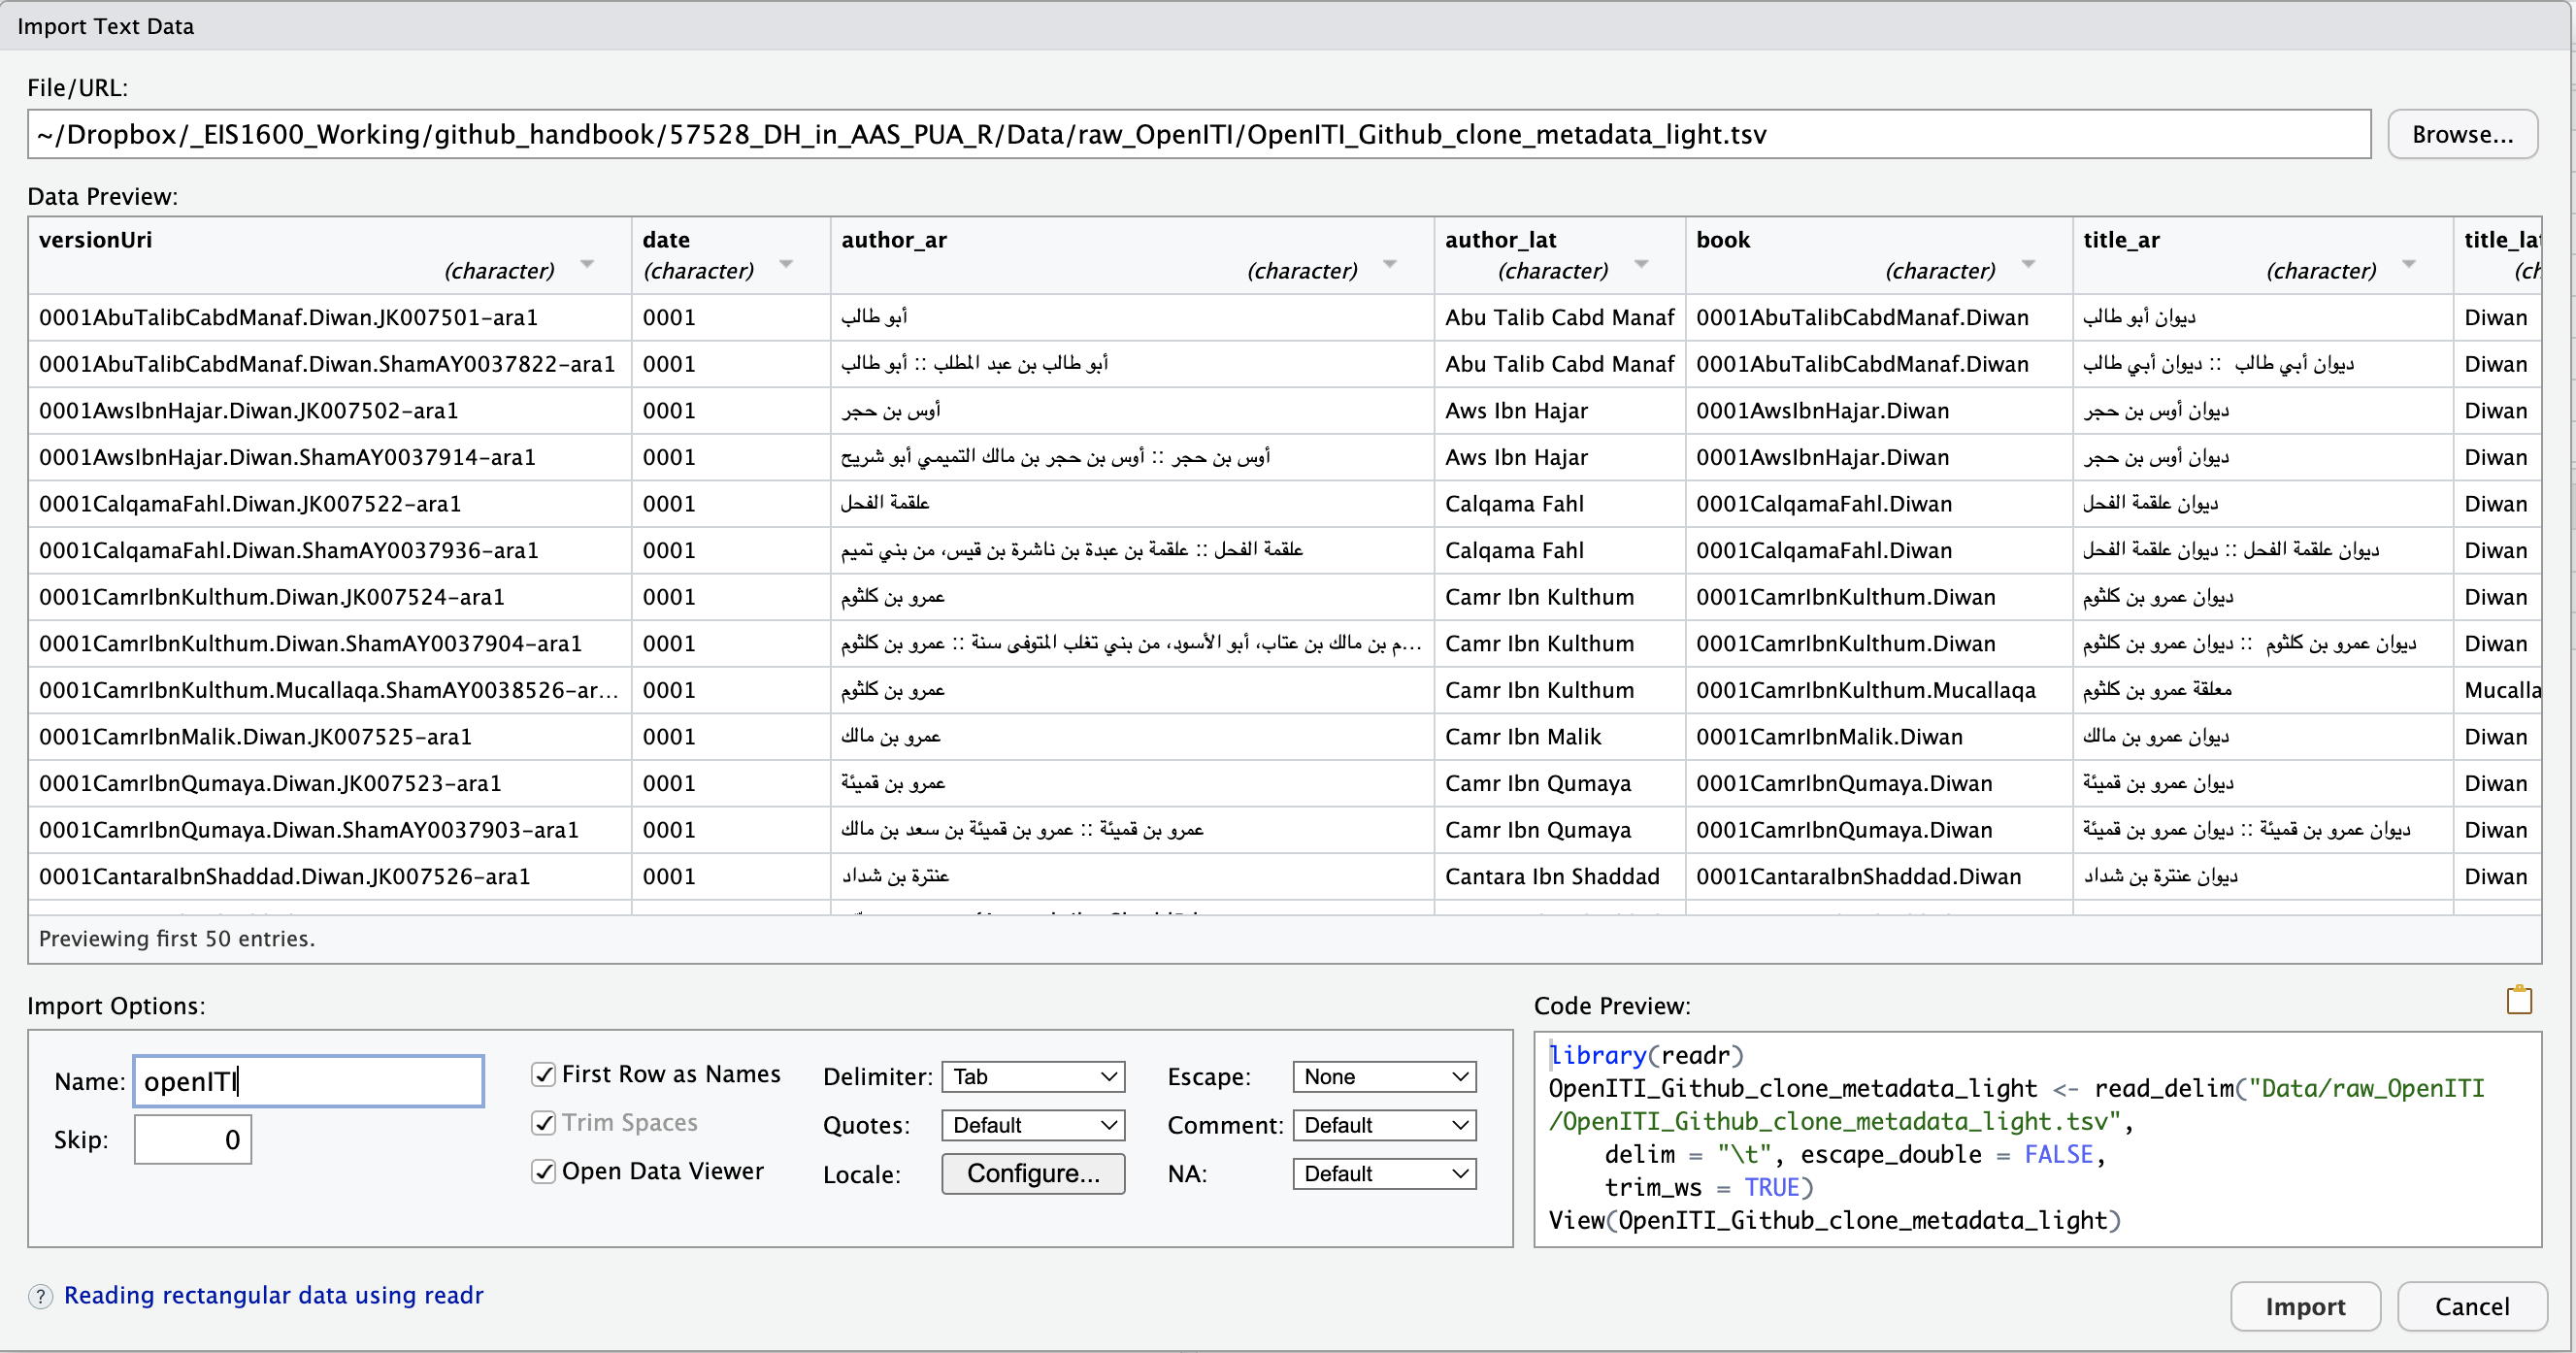 Import Text Data
File/URL:
~/Dropbox/_EIS1600_Working/github_handbook/57528_DH_in_AAS_PUA_R/Data/raw_OpenITI/OpenITI_Github_clone_metadata_light.tsv Browse...
Data Preview:
versionUri date author_ar author_lat book title_ar
(character) (character) (character) (character) (character) (character)
0001AbuTalibCabdManaf.Diwan.JK007501-ara1 0001 أبو طالب Abu Talib Cabd Manaf 0001AbuTalibCabdManaf.Diwan ديوان أبو طالب Diwan
0001AbuTalibCabdManaf.Diwan.ShamAY0037822-ara1 0001 أبو طالب :: أبو طالب بن عبد المطلب Abu Talib Cabd Manaf 0001AbuTalibCabdManaf.Diwan ديوان أبي طالب :: ديوان أبي طالب Diwan
0001AwsIbnHajar.Diwan.JK007502-ara1 0001 أوس بن حجر Aws Ibn Hajar 0001AwsIbnHajar.Diwan ديوان أوس بن حجر Diwan
0001AwsIbnHajar.Diwan.ShamAY0037914-ara1 0001 أوس بن حجر :: أوس بن حجر بن مالك التميمي أبو شريح Aws Ibn Hajar 0001AwsIbnHajar.Diwan ديوان أوس بن حجر Diwan
0001CalqamaFahl.Diwan.JK007522-ara1 0001 علقمة الفحل Calqama Fahl 0001CalqamaFahl.Diwan ديوان علقمة الفحل Diwan
0001CalqamaFahl.Diwan.ShamAY0037936-ara1 0001 علقمة بن عبدة بن ناشرة بن قيس، من بني تميم :: علقمة الفحل Calqama Fahl 0001CalqamaFahl.Diwan ديوان علقمة الفحل :: ديوان علقمة الفحل Diwan
0001CamrIbnKulthum.Diwan.JK007524-ara1 0001 عمرو بن كلثوم Camr Ibn Kulthum 0001CamrIbnKulthum.Diwan ديوان عمرو بن كلثوم Diwan
0001CamrIbnKulthum.Diwan.ShamAY0037904-ara1 0001 عمرو بن كلثوم :: ...م بن مالك بن عتاب، أبو الأسود، من بني تغلب المتوفى سنة Camr Ibn Kulthum 0001CamrIbnKulthum.Diwan ديوان عمرو بن كلثوم :: ديوان عمرو بن كلثوم Diwan
0001CamrIbnKulthum.Mucallaqa.ShamAY0038526-ar... 0001 عمرو بن كلثوم Camr Ibn Kulthum 0001CamrIbnKulthum.Mucallaqa معلقة عمرو بن كلثوم
0001CamrIbnMalik.Diwan.JK007525-ara1 0001 عمرو بن مالك Camr Ibn Malik 0001CamrIbnMalik.Diwan ديوان عمرو بن مالك Diwan
0001CamrIbnQumaya.Diwan.JK007523-ara1 0001 عمرو بن قميئة Camr Ibn Qumaya 0001CamrIbnQumaya.Diwan ديوان عمرو بن قميئة Diwan
0001CamrIbnQumaya.Diwan.ShamAY0037903-ara1 0001 عمرو بن قميئة بن سعد بن مالك :: عمرو بن قميئة Camr Ibn Qumaya 0001CamrIbnQumaya.Diwan ديوان عمرو بن قميئة :: ديوان عمرو بن قميئة Diwan
0001CantaraIbnShaddad.Diwan.JK007526-ara1 0001 عنترة بن شداد Cantara Ibn Shaddad 0001CantaraIbnShaddad.Diwan ديوان عنترة بن شداد Diwan
Previewing first 50 entries.
Import Options:
Name: openITI
Skip: 0
First Row as Names
Trim Spaces
Open Data Viewer
Delimiter: Tab
Quotes: Default
Locale: Configure...
Escape: None
Comment: Default
NA: Default
Code Preview:
library(readr)
OpenITI_Github_clone_metadata_light <- read_delim("Data/raw_OpenITI
/OpenITI_Github_clone_metadata_light.tsv",
delim = "\t", escape_double = FALSE,
trim_ws = TRUE)
View(OpenITI_Github_clone_metadata_light)
? Reading rectangular data using readr
Import Cancel